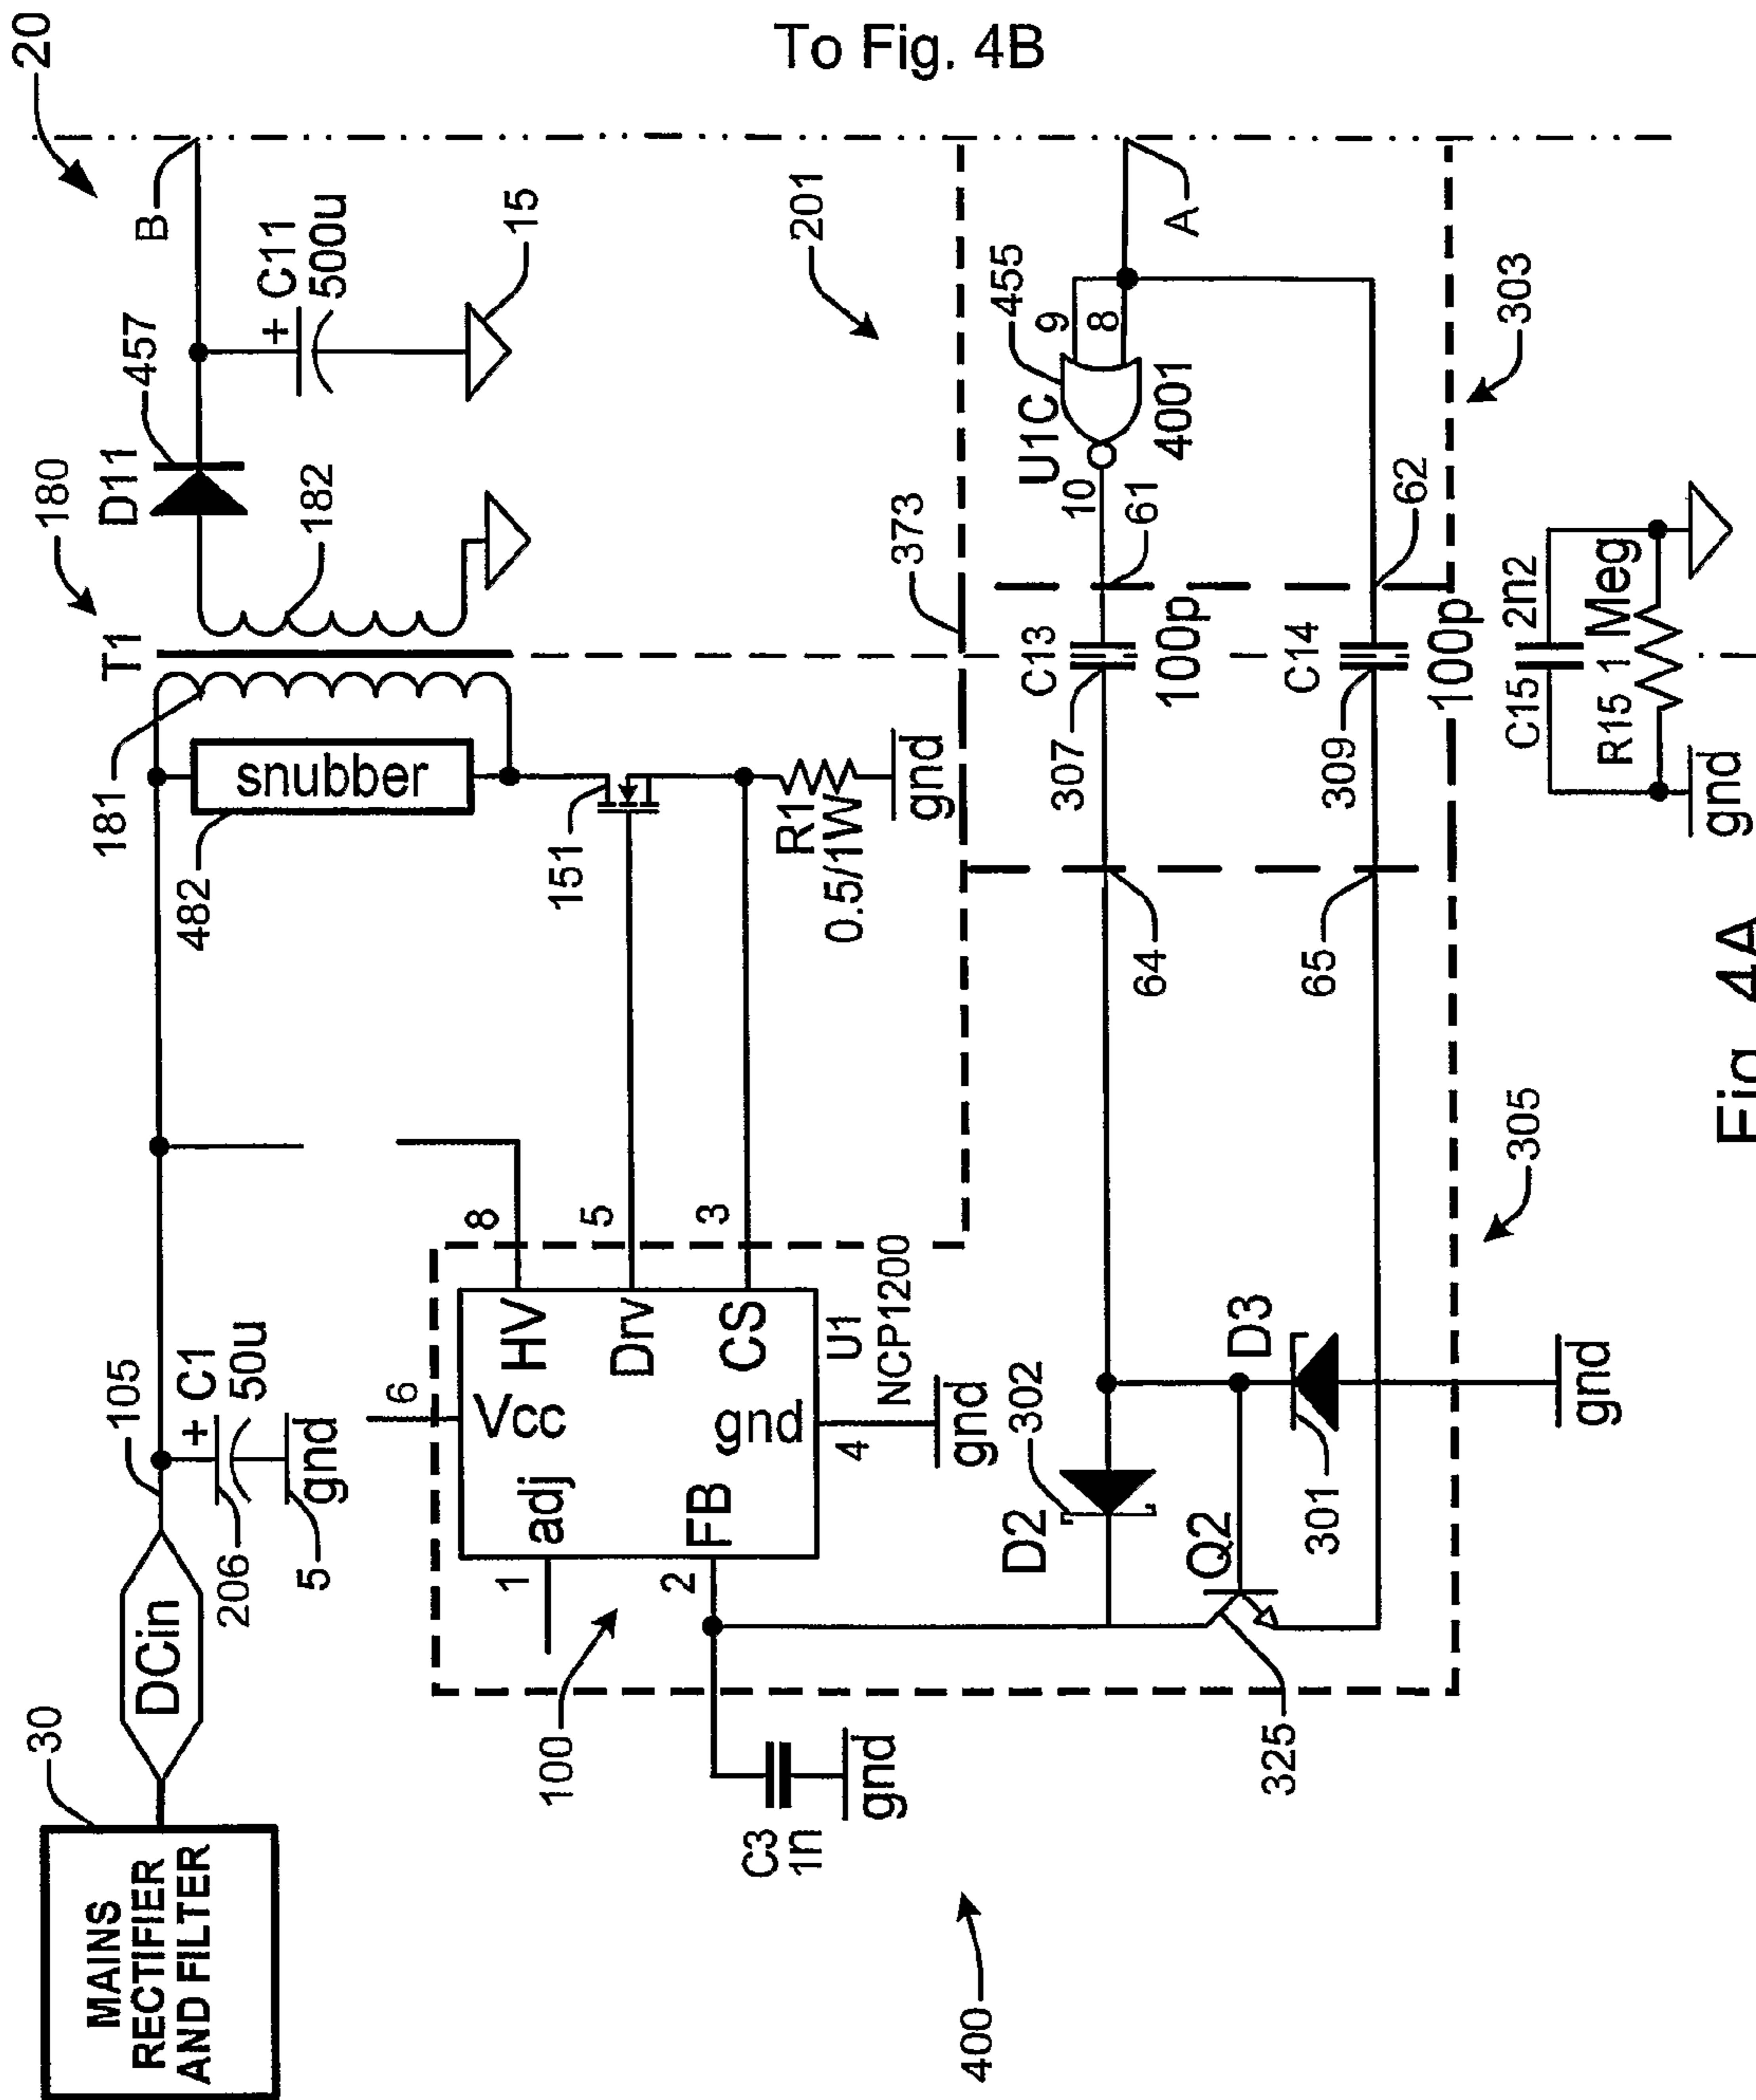 MAINS
RECTIFIER
AND FILTER
30
DCin
105
+
C1
50u
206
5
gnd
400
C3
1n
gnd
100
1
2
adj
FB
Vcc
6
gnd
4
gnd
HV
Drv
CS
8
5
3
U1
NCP1200
482
181
snubber
T1
180
151
R1
0.5/1W
gnd
182
D11
457
+
C11
500u
15
B
20
To Fig. 4B
201
373
325
Q2
D2
302
301
D3
gnd
305
64
65
307
309
C13
100p
C14
100p
61
62
10
U1C
4001
455
9
8
A
303
gnd
C15
2n2
R15
1 Meg
Fig. 4A